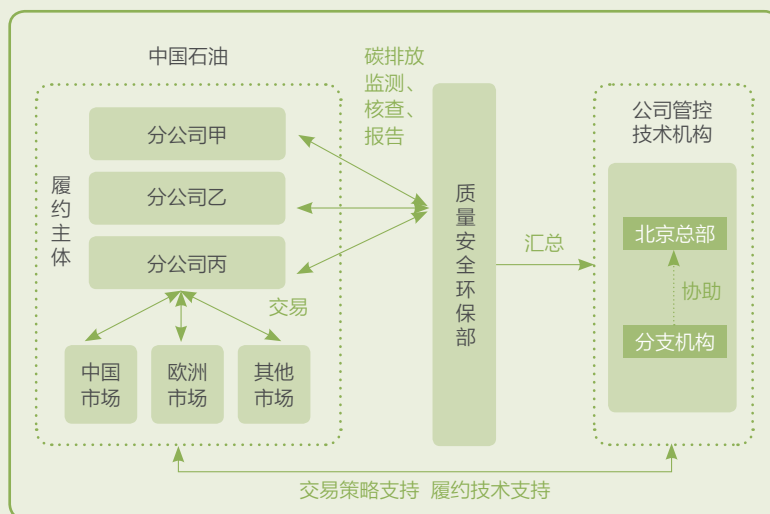 中国石油
履约主体
分公司甲
分公司乙
分公司丙
交易
中国
市场
欧洲
市场
其他
市场
碳排放
监测、
核查、
报告
质量安全环保部
汇总
公司管控
技术机构
北京总部
协助
分支机构
交易策略支持 履约技术支持